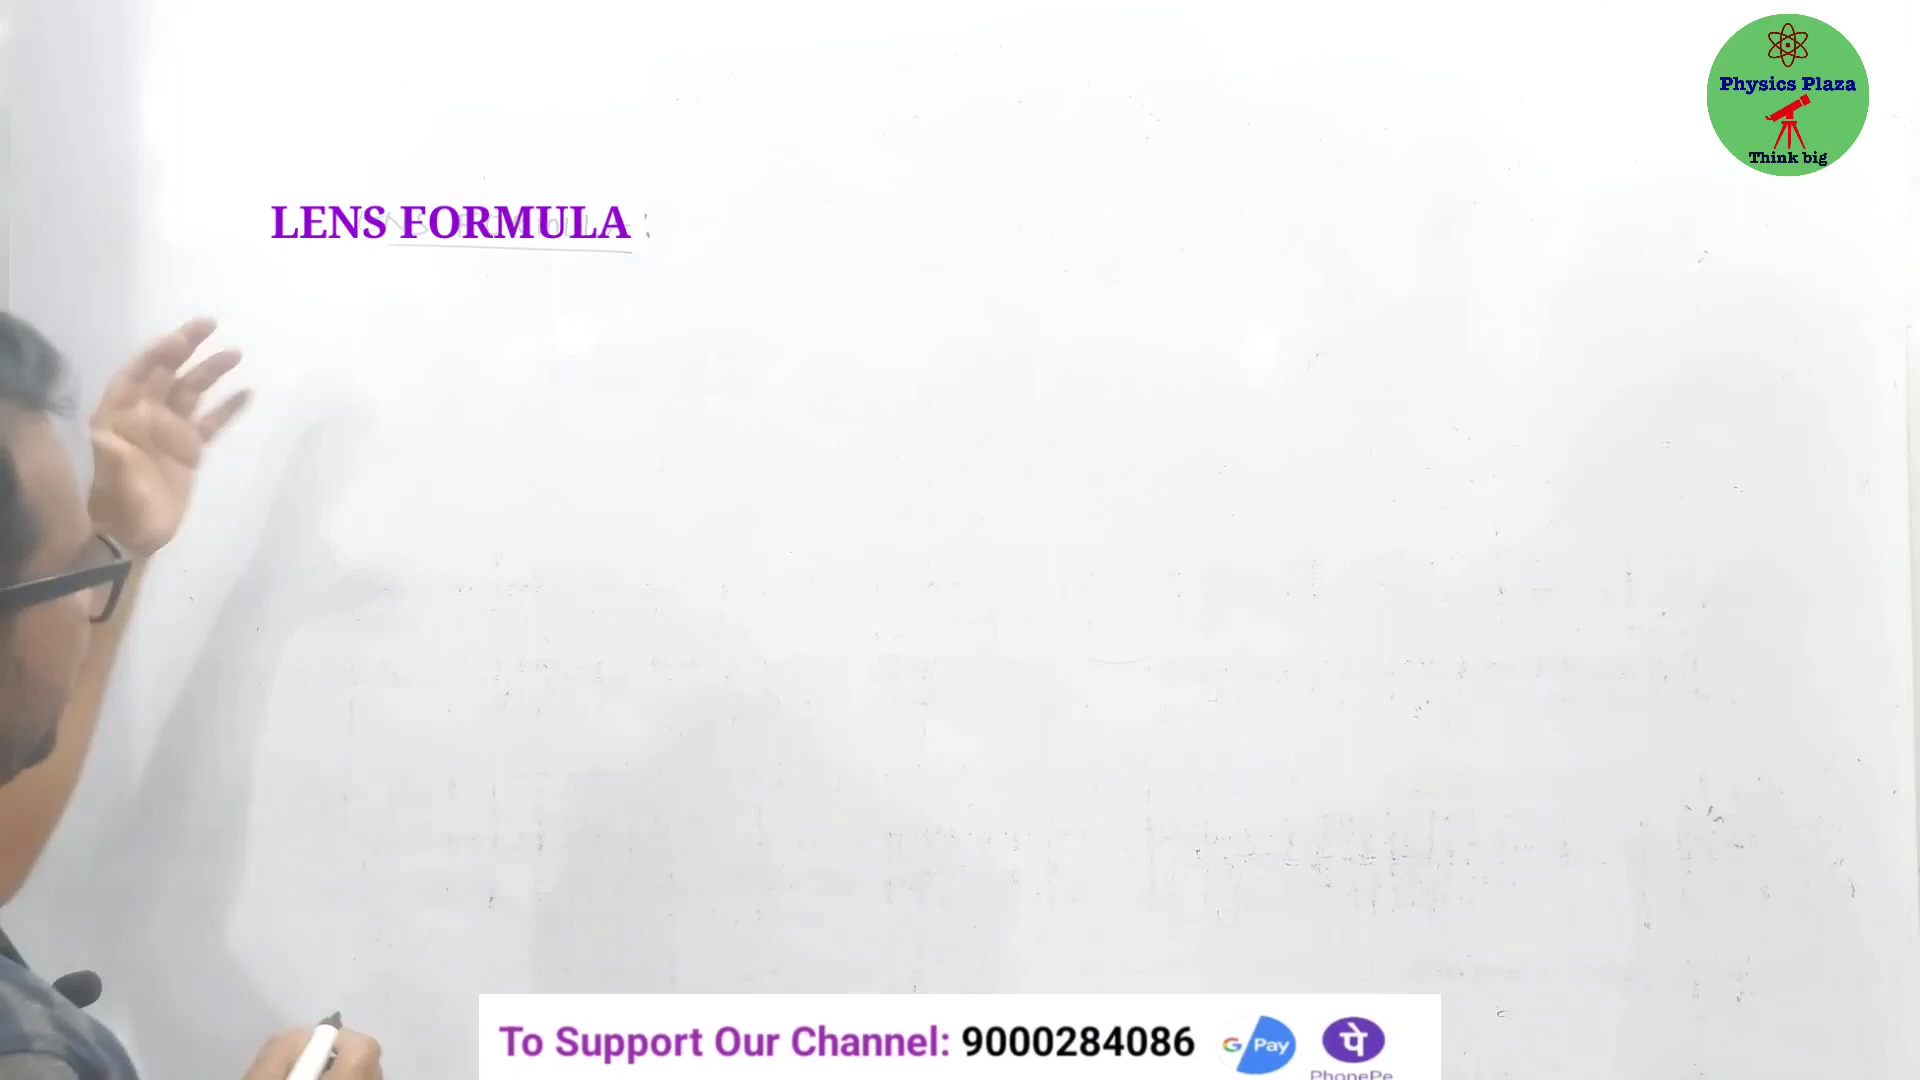 Physics Plaza
Think big
LENS FORMULA :
To Support Our Channel: 9000284086 G Pay पे
PhonePe